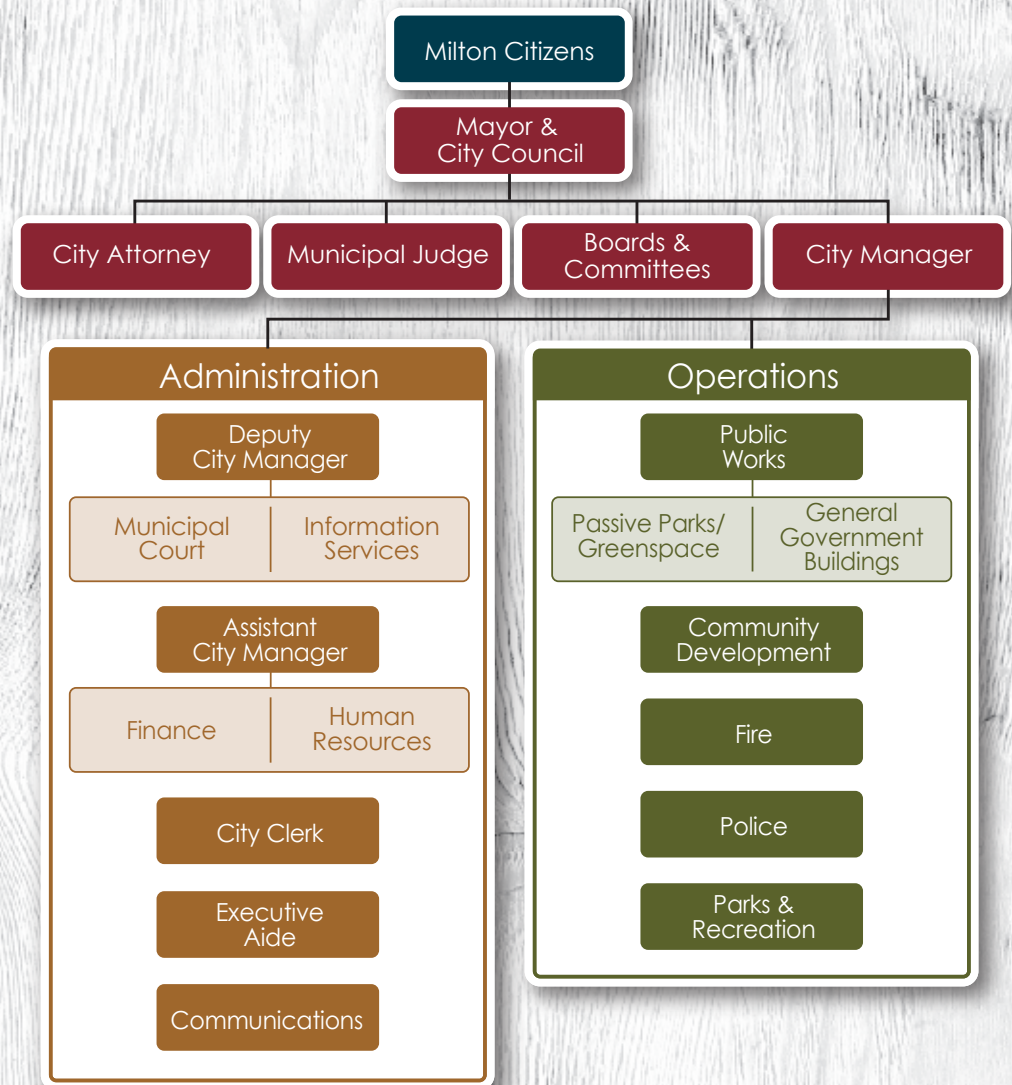 Milton Citizens
Mayor &
City Council
City Attorney
Municipal Judge
Boards &
Committees
City Manager
Administration
Deputy
City Manager
Municipal
Court
Information
Services
Assistant
City Manager
Finance
Human
Resources
City Clerk
Executive
Aide
Communications
Operations
Public
Works
Passive Parks/
Greenspace
General
Government
Buildings
Community
Development
Fire
Police
Parks &
Recreation